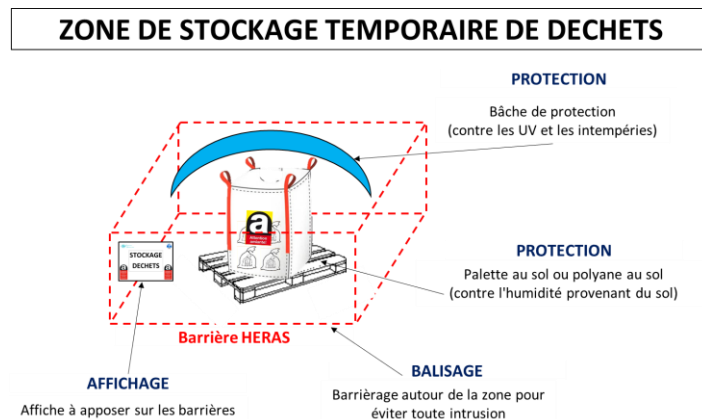 ZONE DE STOCKAGE TEMPORAIRE DE DECHETS
PROTECTION
Bâche de protection
(contre les UV et les intempéries)
a
STOCKAGE
DECHETS
PROTECTION
Palette au sol ou polyane au sol
(contre l'humidité provenant du sol)
Barrière HERAS
AFFICHAGE
Affiche à apposer sur les barrières
BALISAGE
Barrièrage autour de la zone pour
éviter toute intrusion